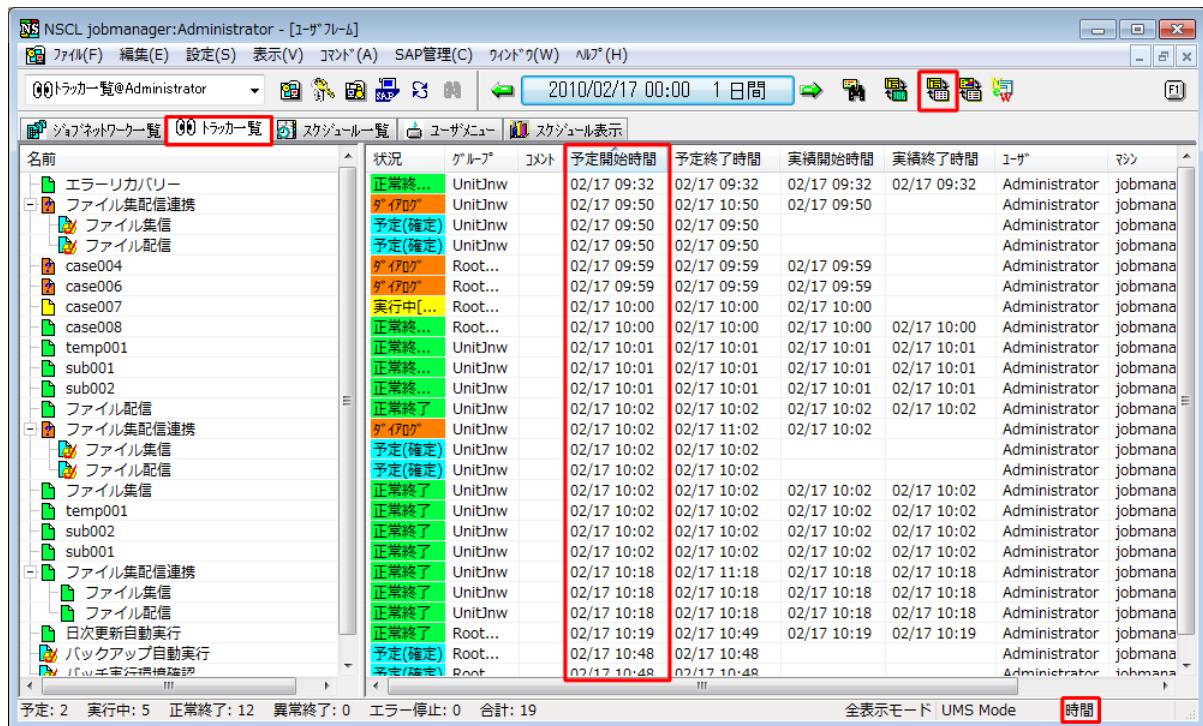 NSCL jobmanager:Administrator - [ﾕｰｻﾞﾌﾚｰﾑ]
ﾌｧｲﾙ(F) 編集(E) 設定(S) 表示(V) ｺﾏﾝﾄﾞ(A) SAP管理(C) ｳｨﾝﾄﾞｳ(W) ﾍﾙﾌﾟ(H)
ﾄﾗｯｶ一覧@Administrator SAP 2010/02/17 00:00 1 日間 F1
ｼﾞｮﾌﾞﾈｯﾄﾜｰｸ一覧 ﾄﾗｯｶ一覧 ｽｹｼﾞｭｰﾙ一覧 ﾕｰｻﾞﾒﾆｭｰ ｽｹｼﾞｭｰﾙ表示
名前 状況 ｸﾞﾙｰﾌﾟ ｺﾒﾝﾄ 予定開始時間 予定終了時間 実績開始時間 実績終了時間 ﾕｰｻﾞ ﾏｼﾝ
エラーリカバリー 正常終... UnitJnw 02/17 09:32 02/17 09:32 02/17 09:32 02/17 09:32 Administrator jobmana
ファイル集配信連携 ﾀﾞｲｱﾛｸﾞ UnitJnw 02/17 09:50 02/17 10:50 02/17 09:50 Administrator jobmana
ファイル集信 予定(確定) UnitJnw 02/17 09:50 02/17 09:50 Administrator jobmana
ファイル配信 予定(確定) UnitJnw 02/17 09:50 02/17 09:50 Administrator jobmana
case004 ﾀﾞｲｱﾛｸﾞ Root... 02/17 09:59 02/17 09:59 02/17 09:59 Administrator jobmana
case006 ﾀﾞｲｱﾛｸﾞ Root... 02/17 09:59 02/17 09:59 02/17 09:59 Administrator jobmana
case007 実行中[... Root... 02/17 10:00 02/17 10:00 02/17 10:00 Administrator jobmana
case008 正常終... Root... 02/17 10:00 02/17 10:00 02/17 10:00 02/17 10:00 Administrator jobmana
temp001 正常終... UnitJnw 02/17 10:01 02/17 10:01 02/17 10:01 02/17 10:01 Administrator jobmana
sub001 正常終... UnitJnw 02/17 10:01 02/17 10:01 02/17 10:01 02/17 10:01 Administrator jobmana
sub002 正常終... UnitJnw 02/17 10:01 02/17 10:01 02/17 10:01 02/17 10:01 Administrator jobmana
ファイル配信 正常終了 UnitJnw 02/17 10:02 02/17 10:02 02/17 10:02 02/17 10:02 Administrator jobmana
ファイル集配信連携 ﾀﾞｲｱﾛｸﾞ UnitJnw 02/17 10:02 02/17 11:02 02/17 10:02 Administrator jobmana
ファイル集信 予定(確定) UnitJnw 02/17 10:02 02/17 10:02 Administrator jobmana
ファイル配信 予定(確定) UnitJnw 02/17 10:02 02/17 10:02 Administrator jobmana
ファイル集信 正常終了 UnitJnw 02/17 10:02 02/17 10:02 02/17 10:02 02/17 10:02 Administrator jobmana
temp001 正常終了 UnitJnw 02/17 10:02 02/17 10:02 02/17 10:02 02/17 10:02 Administrator jobmana
sub002 正常終了 UnitJnw 02/17 10:02 02/17 10:02 02/17 10:02 02/17 10:02 Administrator jobmana
sub001 正常終了 UnitJnw 02/17 10:02 02/17 10:02 02/17 10:02 02/17 10:02 Administrator jobmana
ファイル集配信連携 正常終了 UnitJnw 02/17 10:18 02/17 11:18 02/17 10:18 02/17 10:18 Administrator jobmana
ファイル集信 正常終了 UnitJnw 02/17 10:18 02/17 10:18 02/17 10:18 02/17 10:18 Administrator jobmana
ファイル配信 正常終了 UnitJnw 02/17 10:18 02/17 10:18 02/17 10:18 02/17 10:18 Administrator jobmana
日次更新自動実行 正常終了 Root... 02/17 10:19 02/17 10:49 02/17 10:19 02/17 10:19 Administrator jobmana
バックアップ自動実行 予定(確定) Root... 02/17 10:48 02/17 10:48 Administrator jobmana
バッチ実行環境確認 予定(確定) Root... 02/17 10:48 02/17 10:48 Administrator jobmana
予定: 2 実行中: 5 正常終了: 12 異常終了: 0 エラー停止: 0 合計: 19 全表示モード UMS Mode 時間